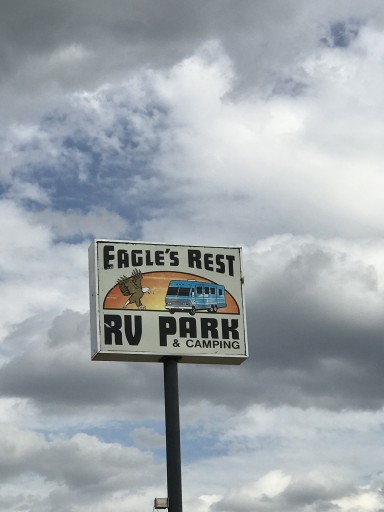 Eagle's Rest
RV Park
& Camping